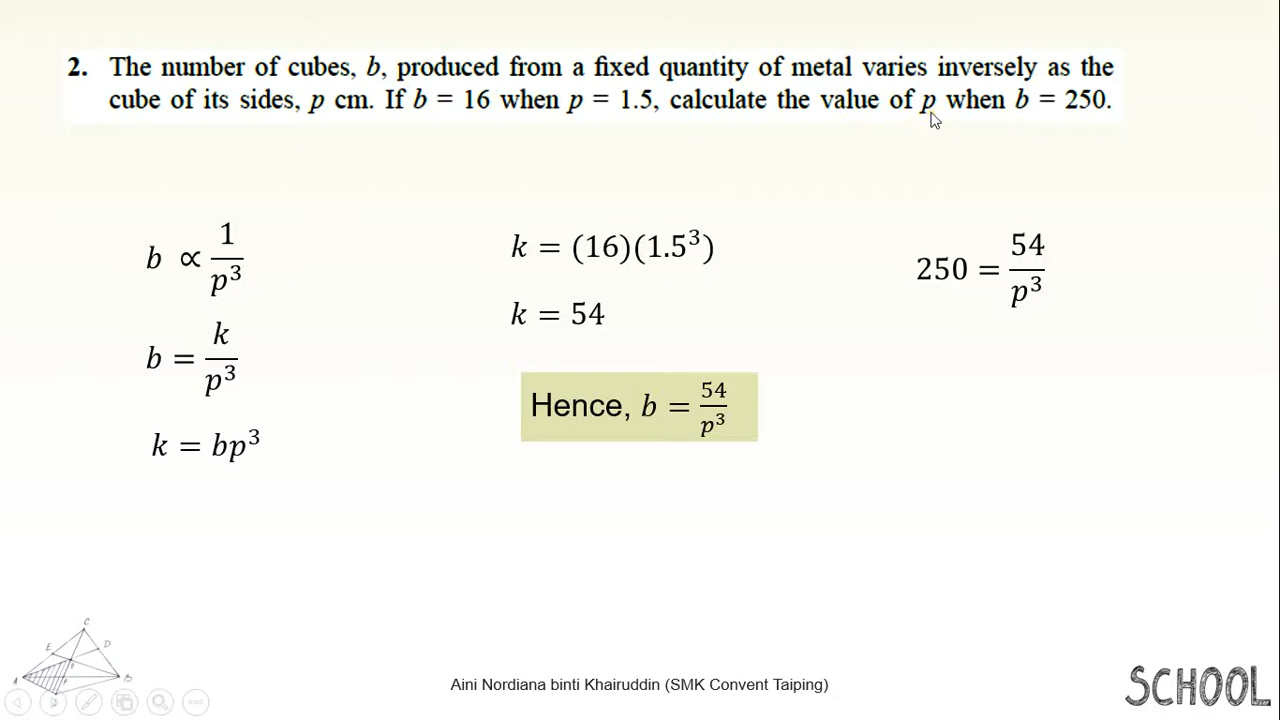 2. The number of cubes, b, produced from a fixed quantity of metal varies inversely as the
cube of its sides, p cm. If b = 16 when p = 1.5, calculate the value of p when b = 250.
b ∝ 1/p³
b = k/p³
k = bp³
k = (16)(1.5³)
k = 54
Hence, b = 54/p³
250 = 54/p³
C
E
D
A
B
Aini Nordiana binti Khairuddin (SMK Convent Taiping)
SCHOOL